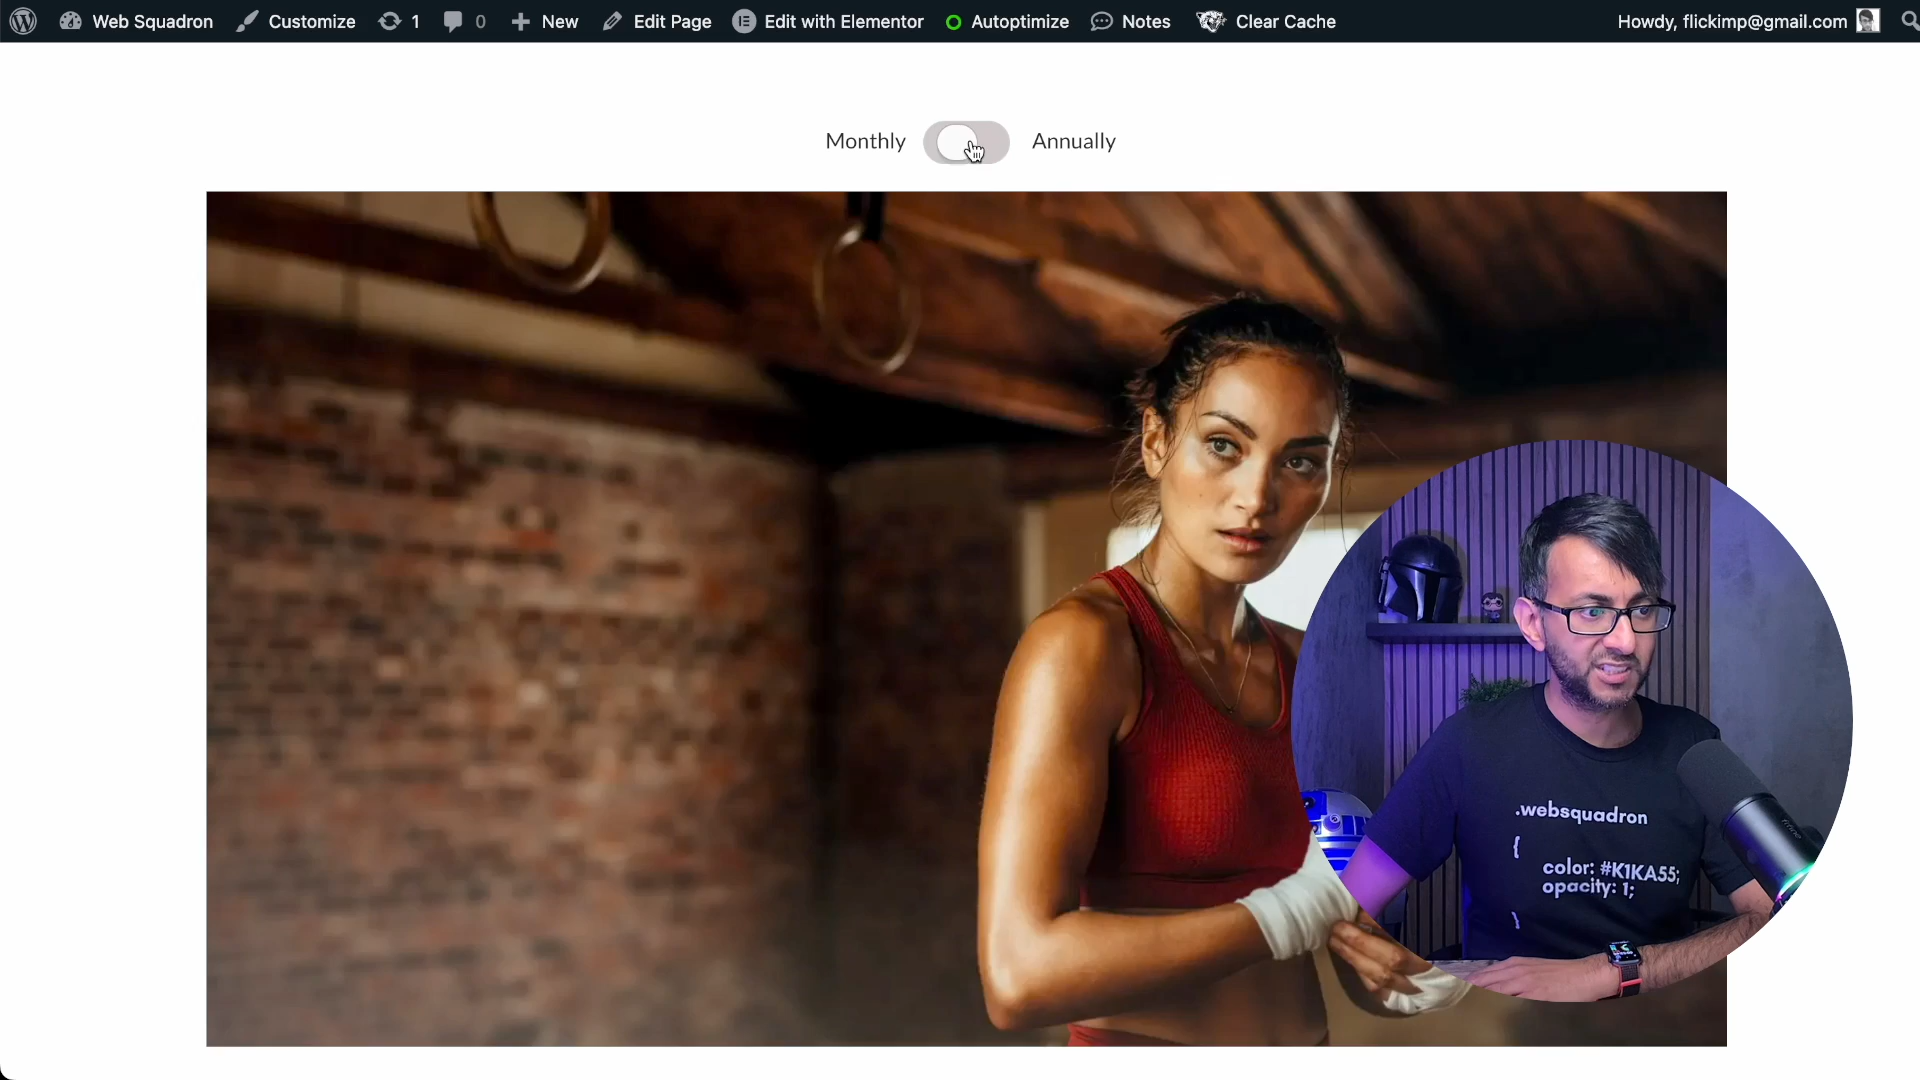 Web Squadron Customize 1 0 New Edit Page Edit with Elementor Autoptimize Notes Clear Cache Howdy, flickimp@gmail.com
Monthly Annually
.websquadron
{
color: #K1KA55;
opacity: 1;
}